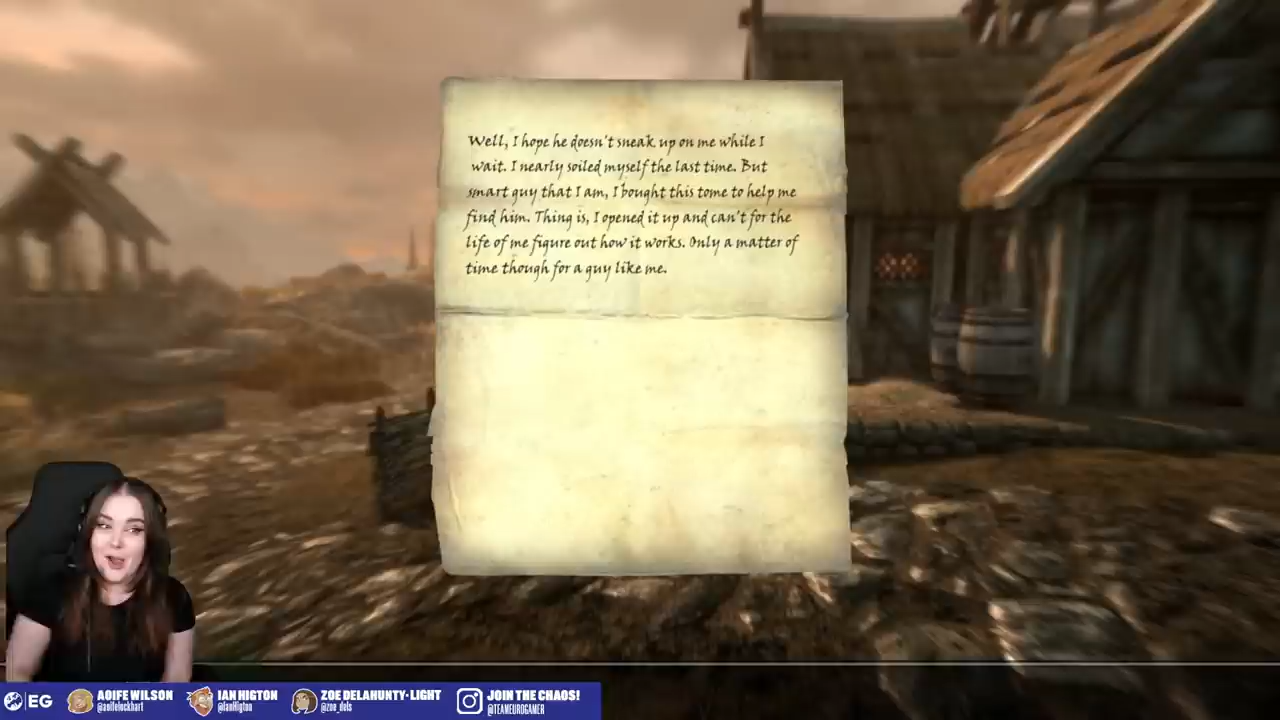 Well, I hope he doesn't sneak up on me while I
wait. I nearly soiled myself the last time. But
smart guy that I am, I bought this tome to help me
find him. Thing is, I opened it up and can't for the
life of me figure out how it works. Only a matter of
time though for a guy like me.
EG
AOIFE WILSON
@aoifelockhart
IAN HIGTON
@IanHigton
ZOE DELAHUNTY-LIGHT
@zoe_dels
JOIN THE CHAOS!
@TEAMEUROGAMER